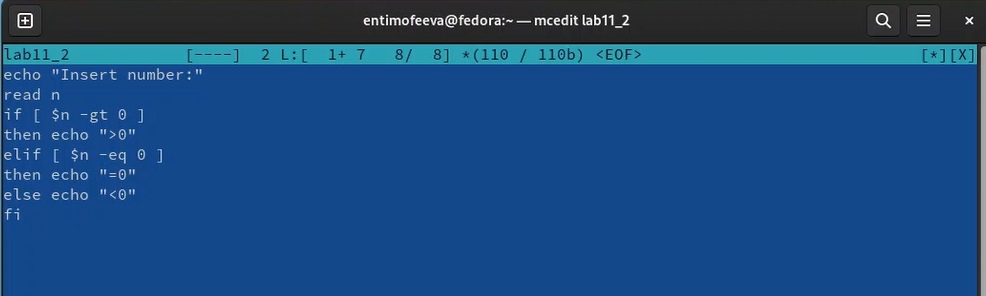 entimofeeva@fedora:~ — mcedit lab11_2
lab11_2 [----] 2 L:[ 1+ 7 8/ 8] *(110 / 110b) <EOF> [*][X]
echo "Insert number:"
read n
if [ $n -gt 0 ]
then echo ">0"
elif [ $n -eq 0 ]
then echo "=0"
else echo "<0"
fi